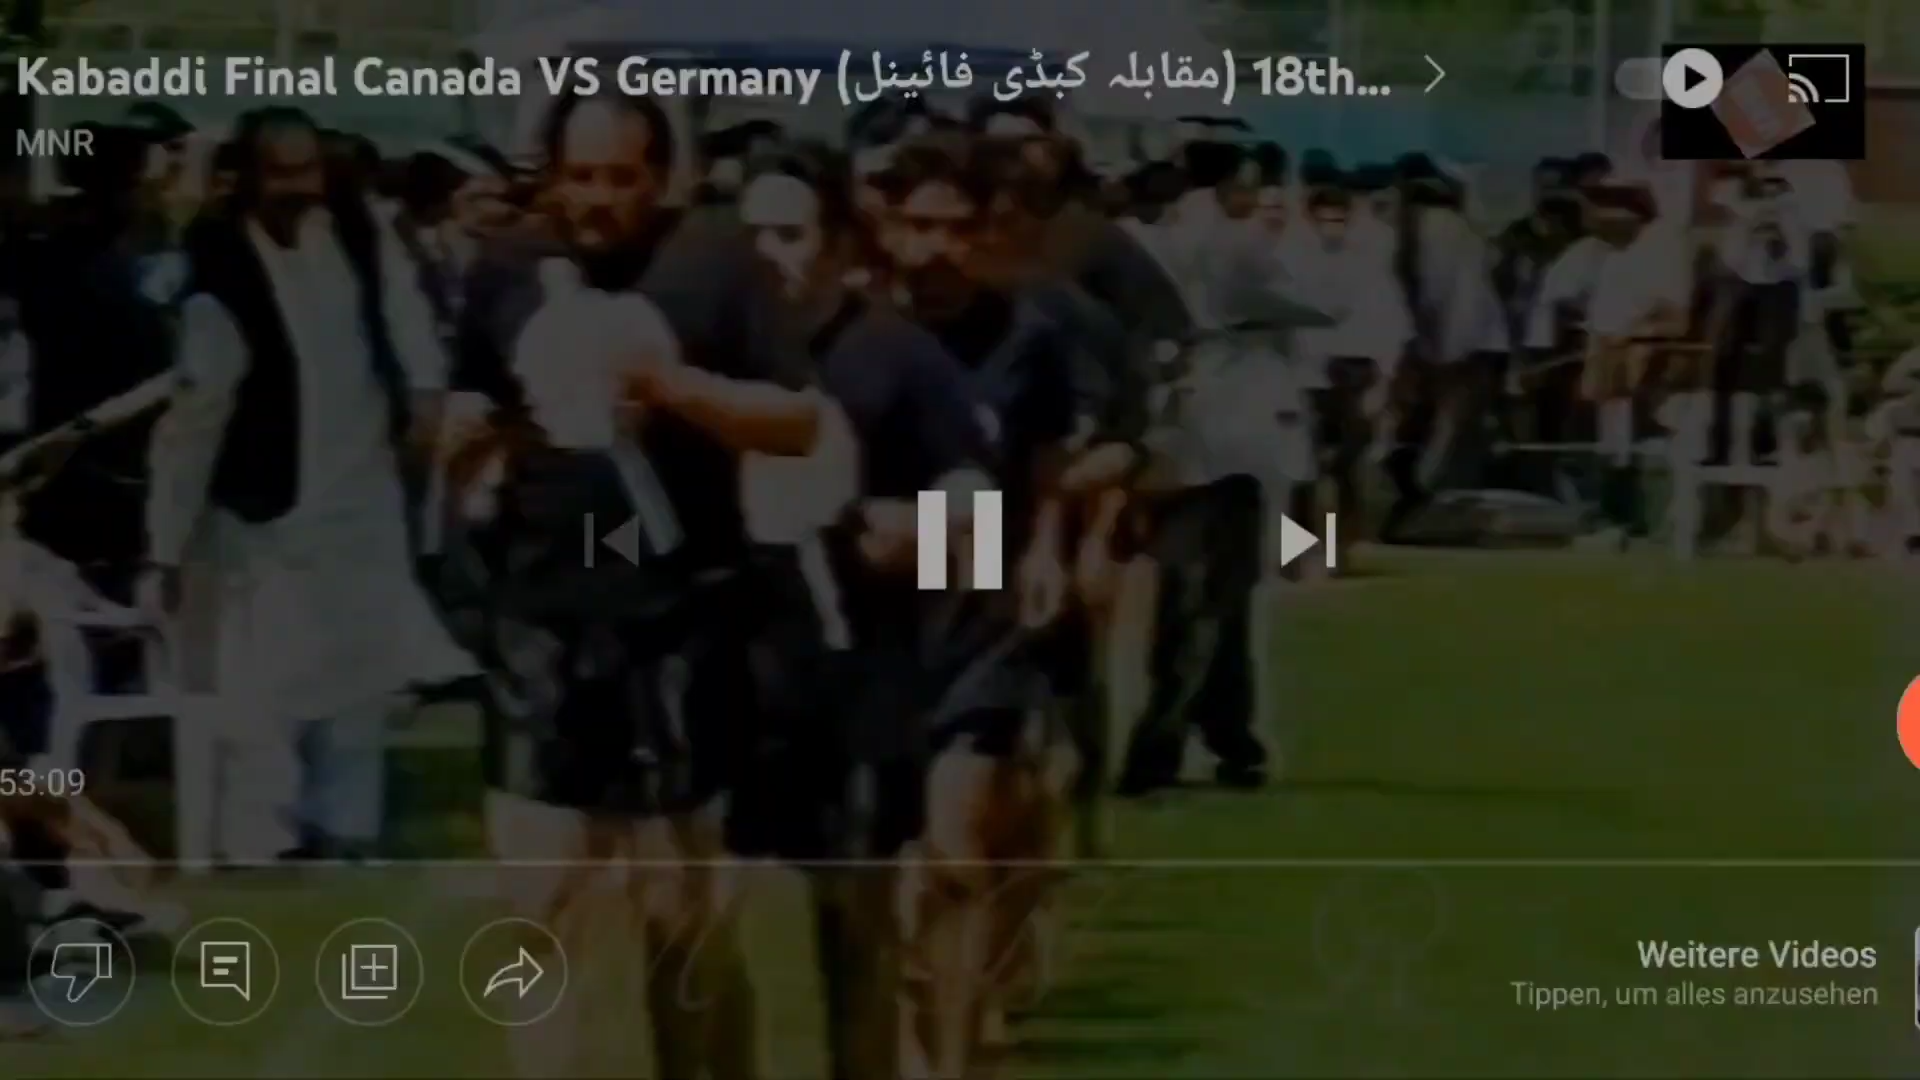 Kabaddi Final Canada VS Germany (مقابلہ کبڈی فائینل) 18th...
MNR
53:09
Weitere Videos
Tippen, um alles anzusehen